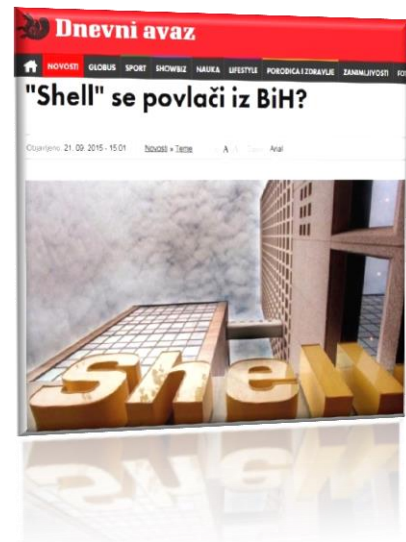 Dnevni avaz
NOVOSTI GLOBUS SPORT SHOWBIZ NAUKA LIFESTYLE PORODICA I ZDRAVLJE ZANIMLJIVOSTI
"Shell" se povlači iz BiH?
Objavljeno: 21. 09. 2015 - 15:01 Novosti » Teme A
Shell